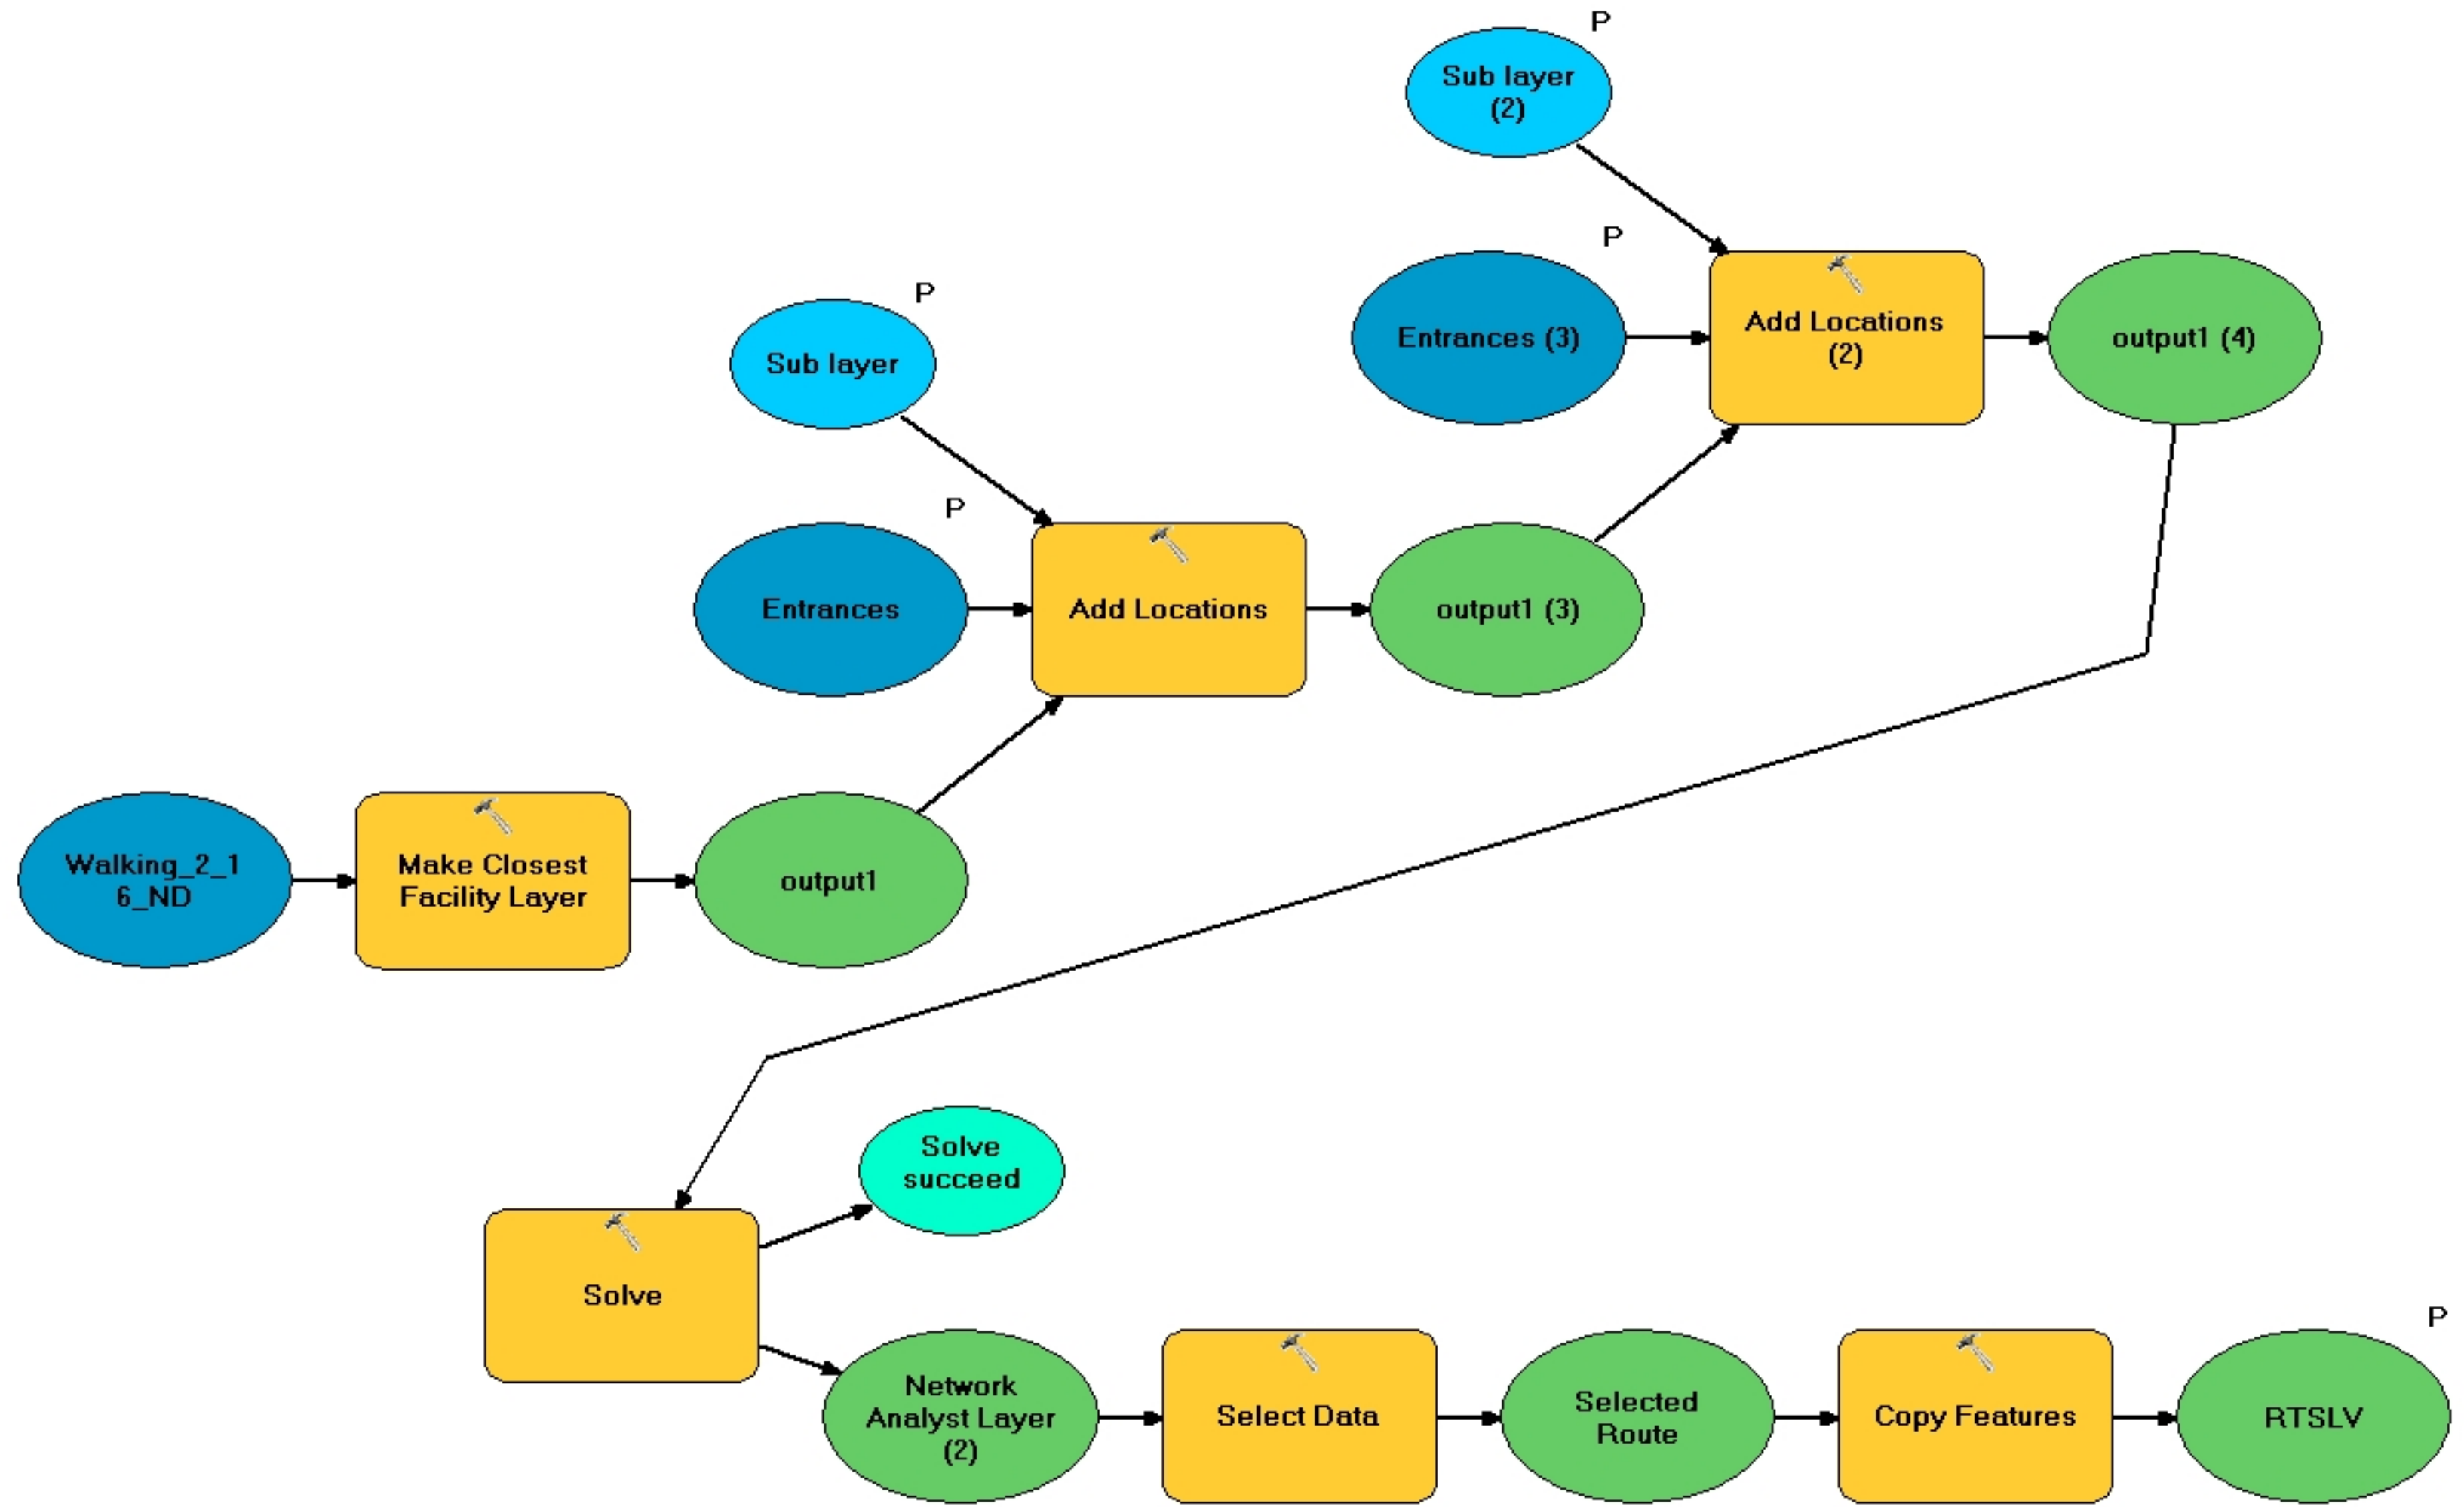 P
Sub layer
(2)
P
Entrances (3)
Add Locations
(2)
output1 (4)
P
Sub layer
P
Entrances
Add Locations
output1 (3)
Walking_2_1
6_ND
Make Closest
Facility Layer
output1
Solve
succeed
Solve
Network
Analyst Layer
(2)
Select Data
Selected
Route
Copy Features
P
RTSLV